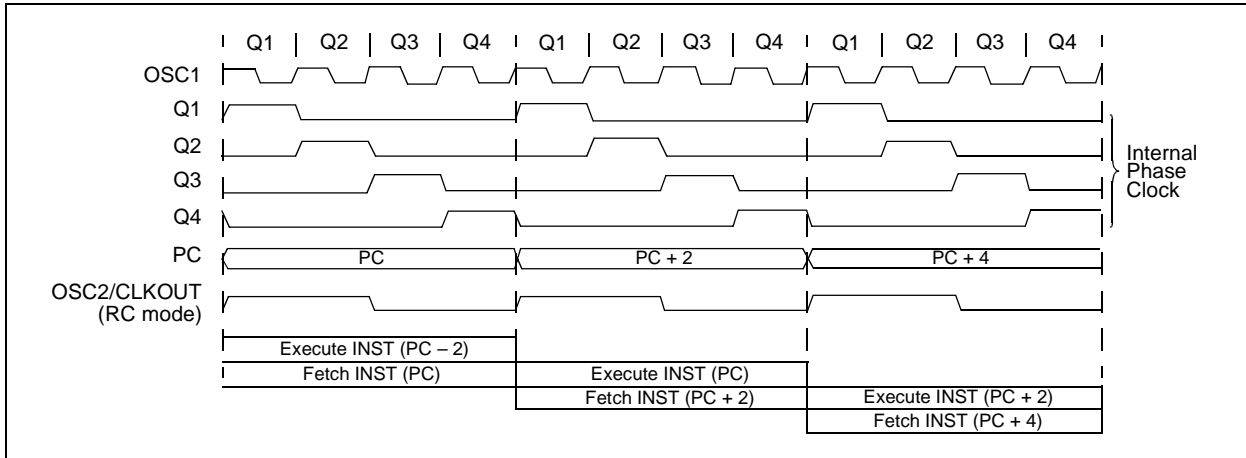 Q1 Q2 Q3 Q4 Q1 Q2 Q3 Q4 Q1 Q2 Q3 Q4
OSC1
Q1
Q2
Q3
Q4
Internal
Phase
Clock
PC PC PC + 2 PC + 4
OSC2/CLKOUT
(RC mode)
Execute INST (PC – 2)
Fetch INST (PC) Execute INST (PC)
Fetch INST (PC + 2) Execute INST (PC + 2)
Fetch INST (PC + 4)